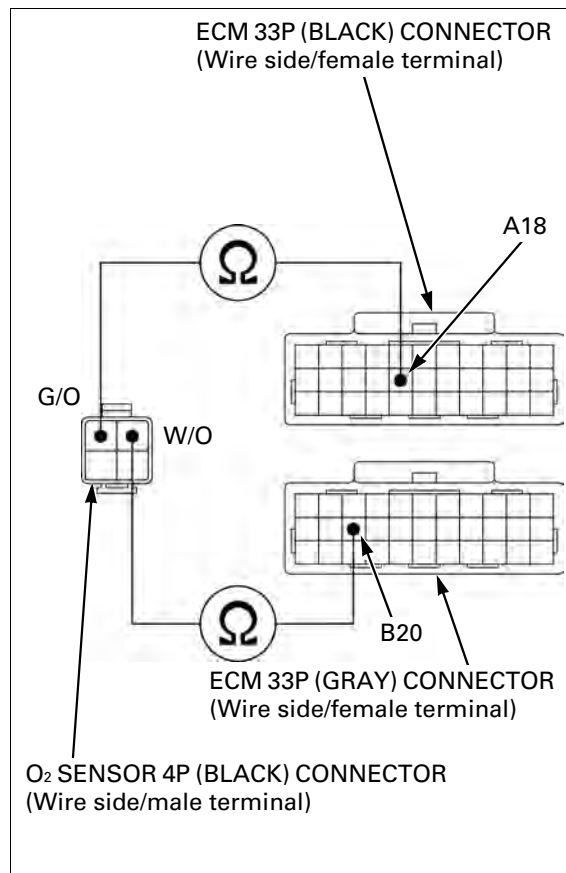 ECM 33P (BLACK) CONNECTOR
(Wire side/female terminal)
A18
Ω
G/O
W/O
Ω
B20
ECM 33P (GRAY) CONNECTOR
(Wire side/female terminal)
O₂ SENSOR 4P (BLACK) CONNECTOR
(Wire side/male terminal)